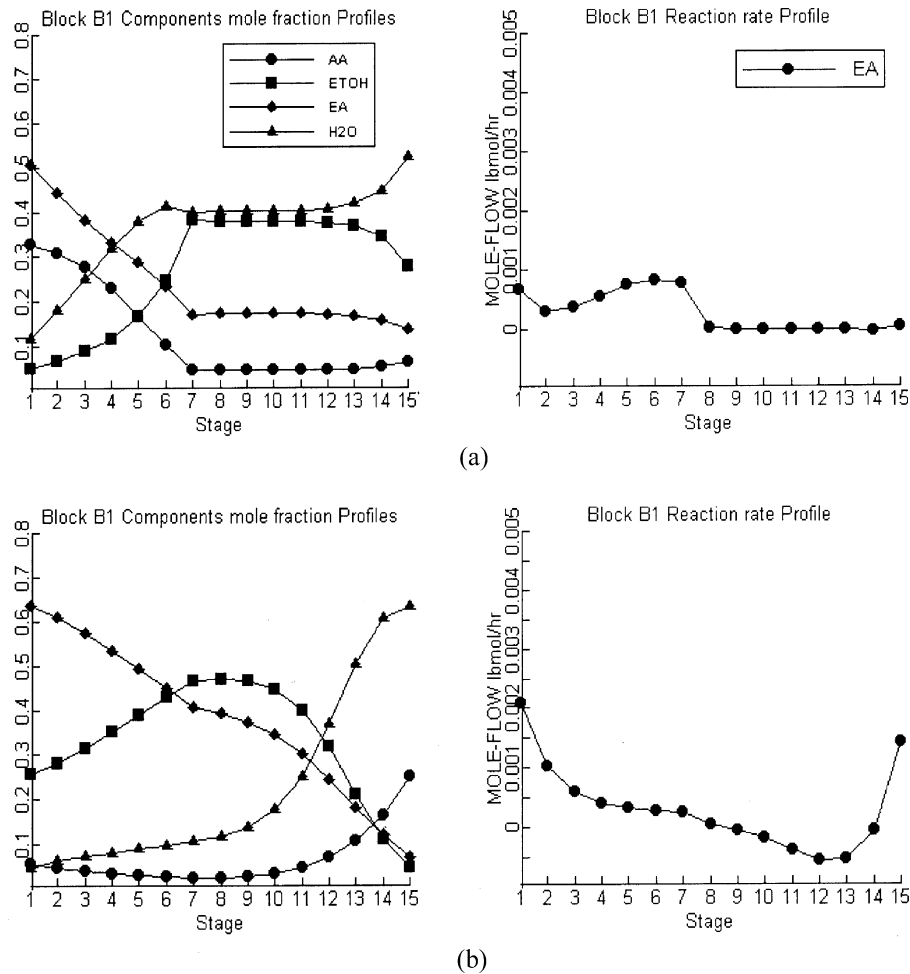 Block B1 Components mole fraction Profiles
0.8
0.7
0.6
0.5
0.4
0.3
0.2
0.1
AA
ETOH
EA
H2O
1 2 3 4 5 6 7 8 9 10 11 12 13 14 15
Stage
Block B1 Reaction rate Profile
MOLE-FLOW lbmol/hr
0.005
0.004
0.003
0.002
0.001
0
EA
1 2 3 4 5 6 7 8 9 10 11 12 13 14 15
Stage
(a)
Block B1 Components mole fraction Profiles
0.8
0.7
0.6
0.5
0.4
0.3
0.2
0.1
1 2 3 4 5 6 7 8 9 10 11 12 13 14 15
Stage
Block B1 Reaction rate Profile
MOLE-FLOW lbmol/hr
0.005
0.004
0.003
0.002
0.001
0
1 2 3 4 5 6 7 8 9 10 11 12 13 14 15
Stage
(b)